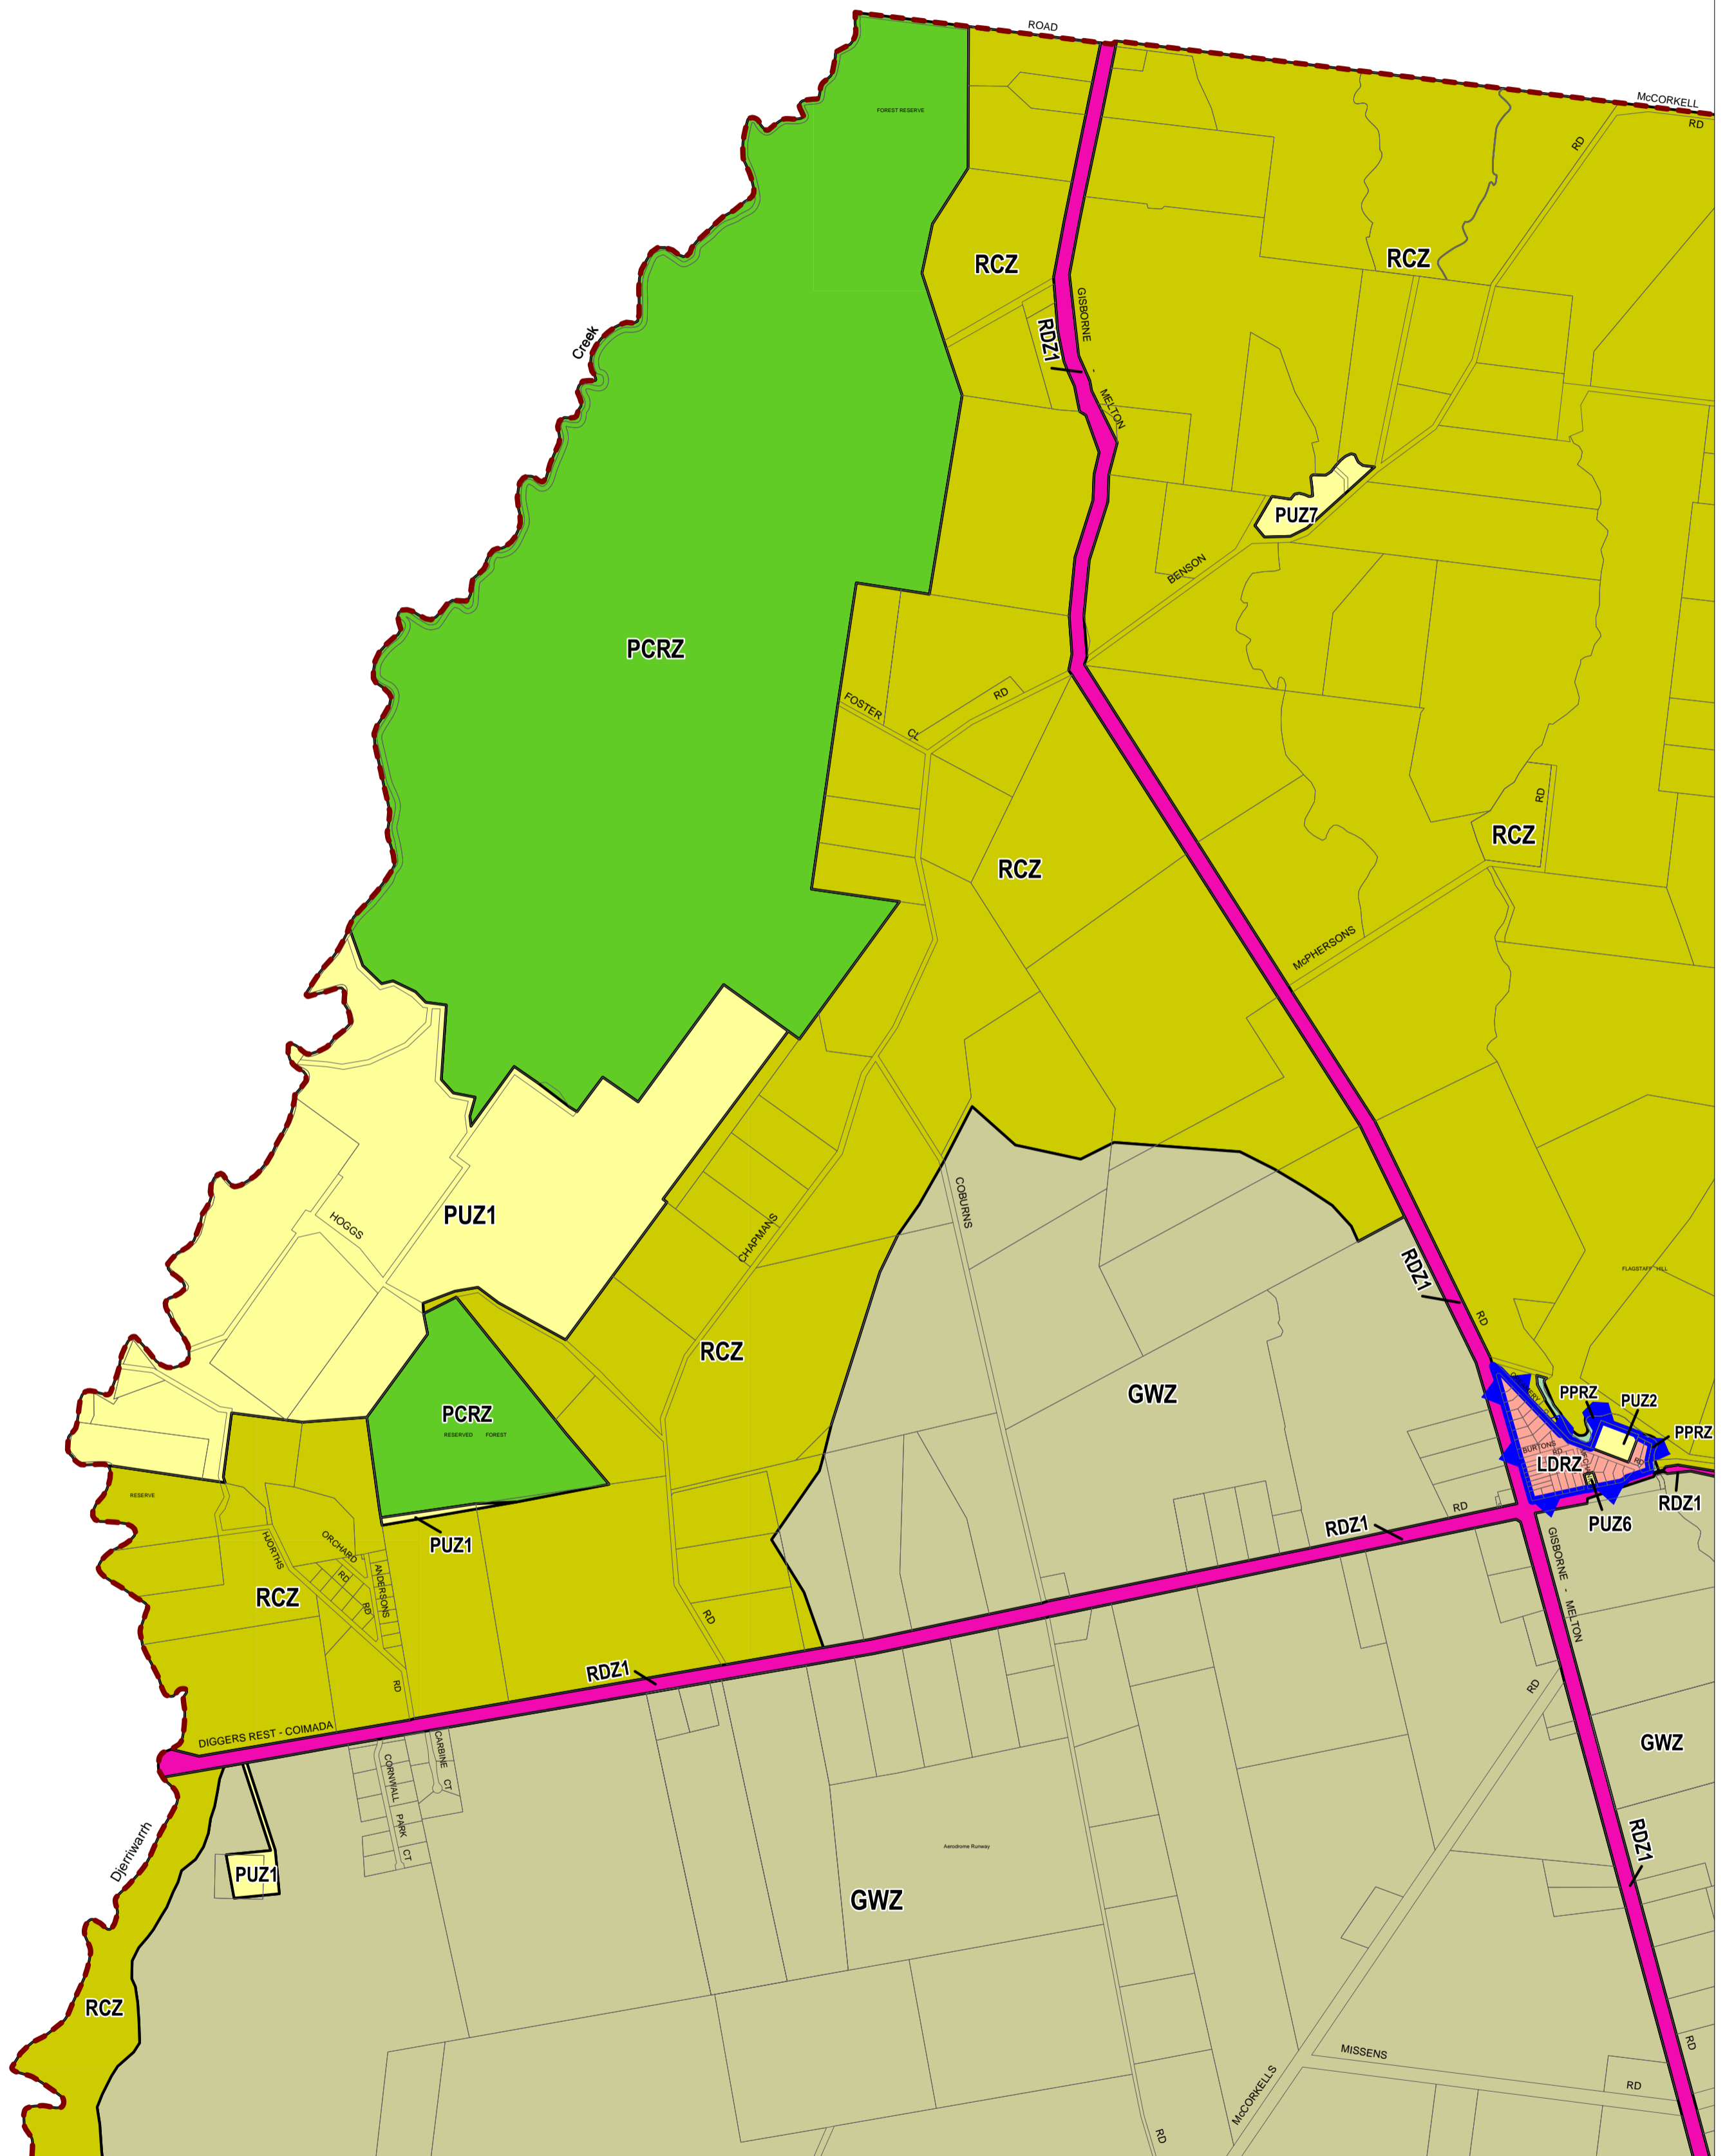 ROAD
McCORKELL
RD
FOREST RESERVE
RD
RCZ
RCZ
GISBORNE
-
MELTON
RDZ1
Creek
PUZ7
BENSON
PCRZ
FOSTER
CL
RD
RD
RCZ
RCZ
McPHERSONS
PUZ1
HOGGS
COBURNS
CHAPMANS
RDZ1
RD
FLAGSTAFF HILL
RCZ
GWZ
PCRZ
RESERVED FOREST
PPRZ
PUZ2
PPRZ
BURTONS
RD
RD
LDRZ
RDZ1
PUZ6
RESERVE
PUZ1
RD
RDZ1
GISBORNE - MELTON
HJORTHS
ORCHARD
RD
RD
ANDERSONS
RCZ
RD
RDZ1
RD
RD
DIGGERS REST - COIMADA
CARBINE
CT
CORNWALL
PARK
CT
GWZ
RDZ1
Djerriwarrh
PUZ1
Aerodrome Runway
GWZ
RCZ
MISSENS
RD
RD
McCORKELLS
RD